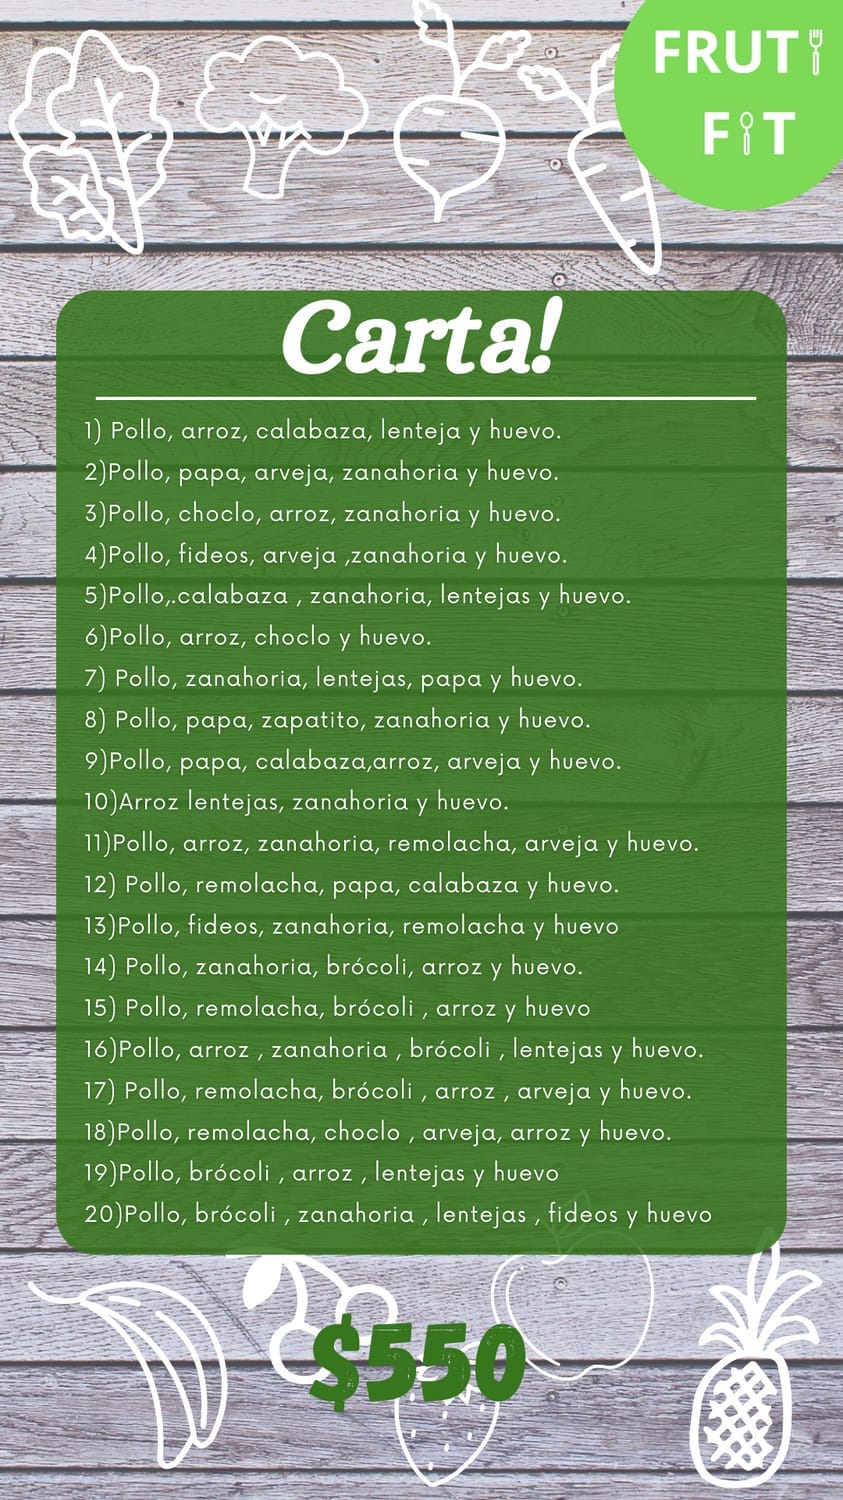 FRUTI
FIT
Carta!
1) Pollo, arroz, calabaza, lenteja y huevo.
2)Pollo, papa, arveja, zanahoria y huevo.
3)Pollo, choclo, arroz, zanahoria y huevo.
4)Pollo, fideos, arveja ,zanahoria y huevo.
5)Pollo,.calabaza , zanahoria, lentejas y huevo.
6)Pollo, arroz, choclo y huevo.
7) Pollo, zanahoria, lentejas, papa y huevo.
8) Pollo, papa, zapatito, zanahoria y huevo.
9)Pollo, papa, calabaza,arroz, arveja y huevo.
10)Arroz lentejas, zanahoria y huevo.
11)Pollo, arroz, zanahoria, remolacha, arveja y huevo.
12) Pollo, remolacha, papa, calabaza y huevo.
13)Pollo, fideos, zanahoria, remolacha y huevo
14) Pollo, zanahoria, brócoli, arroz y huevo.
15) Pollo, remolacha, brócoli , arroz y huevo
16)Pollo, arroz , zanahoria , brócoli , lentejas y huevo.
17) Pollo, remolacha, brócoli , arroz , arveja y huevo.
18)Pollo, remolacha, choclo , arveja, arroz y huevo.
19)Pollo, brócoli , arroz , lentejas y huevo
20)Pollo, brócoli , zanahoria , lentejas , fideos y huevo
$550